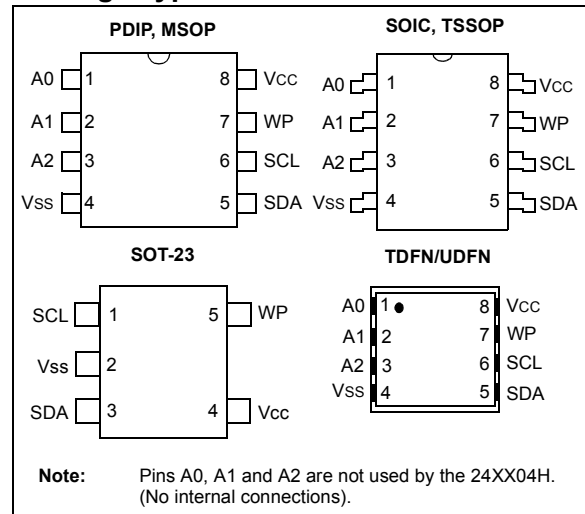 PDIP, MSOP
A0 1 8 VCC
A1 2 7 WP
A2 3 6 SCL
VSS 4 5 SDA
SOIC, TSSOP
A0 1 8 VCC
A1 2 7 WP
A2 3 6 SCL
VSS 4 5 SDA
SOT-23
SCL 1 5 WP
Vss 2
SDA 3 4 Vcc
TDFN/UDFN
A0 1 8 VCC
A1 2 7 WP
A2 3 6 SCL
VSS 4 5 SDA
Note: Pins A0, A1 and A2 are not used by the 24XX04H.
(No internal connections).